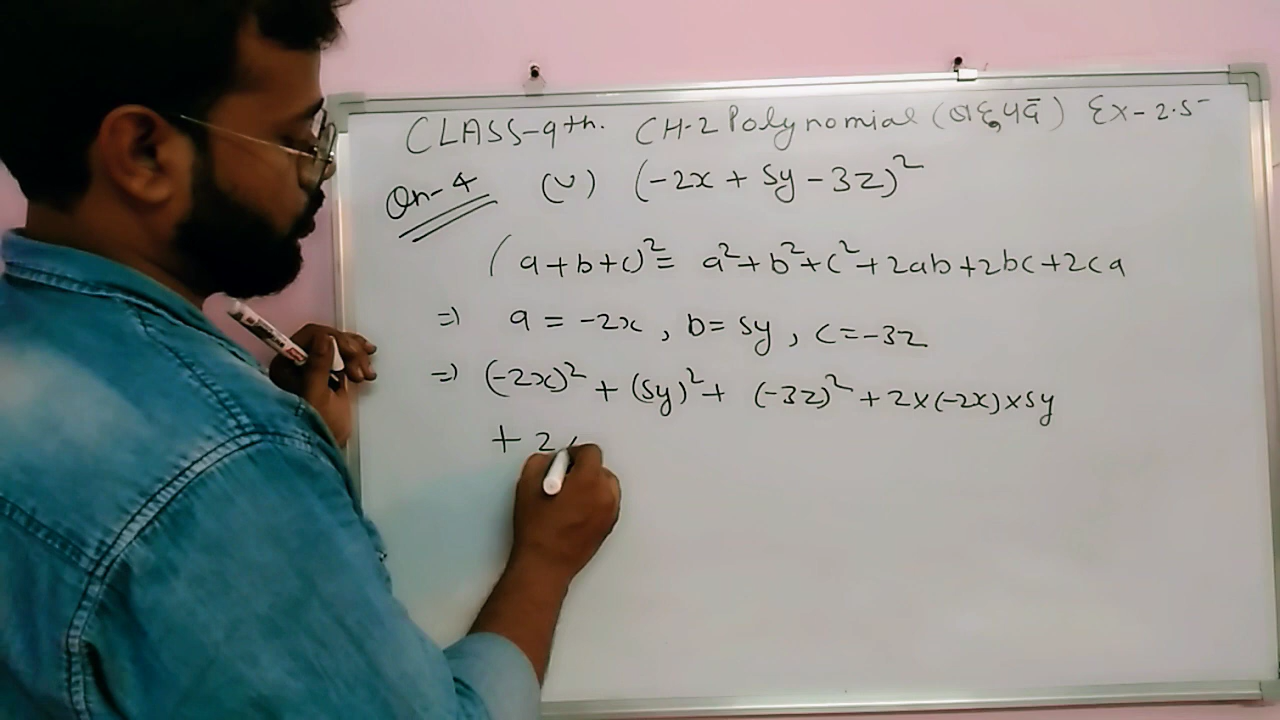 CLASS-9th. CH-2 Polynomial (बहुपद) Ex-2.5
Qn-4 (v) (-2x + 5y - 3z)²
(a+b+c)² = a²+b²+c²+2ab+2bc+2ca
=) a = -2x, b = 5y, c = -3z
=) (-2x)² + (5y)² + (-3z)² + 2×(-2x)×5y
+ 2